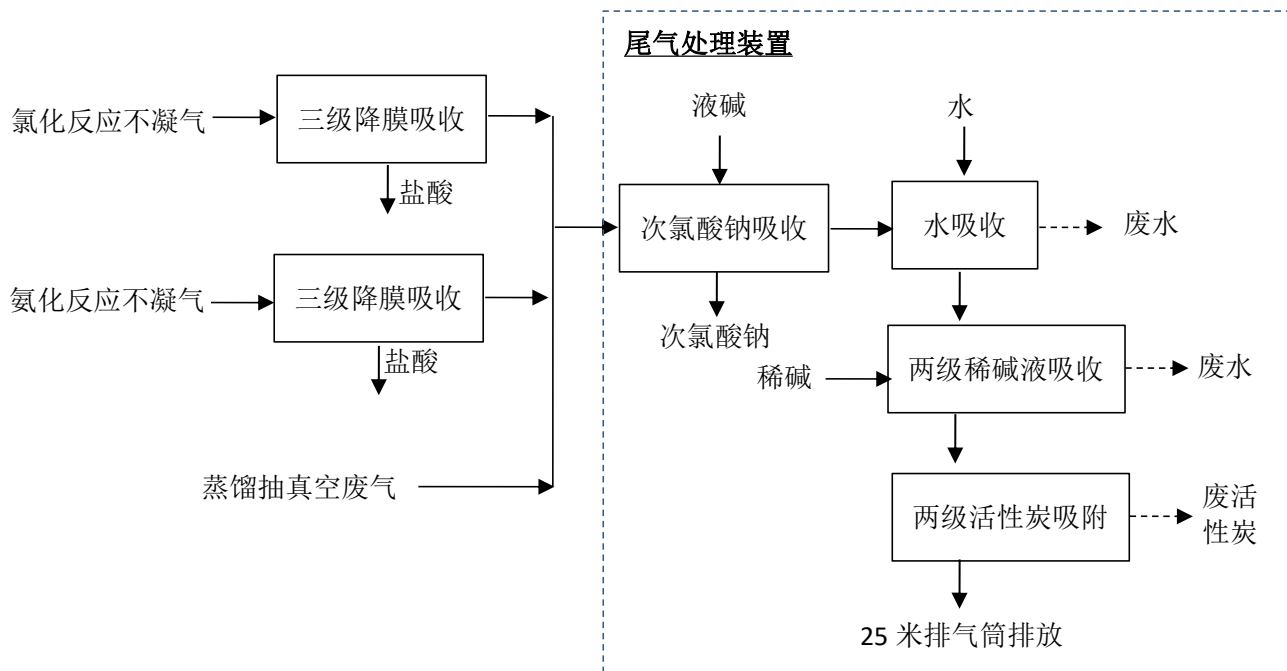 尾气处理装置
液碱
水
氯化反应不凝气
三级降膜吸收
盐酸
次氯酸钠吸收
水吸收
废水
氨化反应不凝气
三级降膜吸收
盐酸
次氯酸钠
稀碱
两级稀碱液吸收
废水
蒸馏抽真空废气
两级活性炭吸附
废活
性炭
25 米排气筒排放